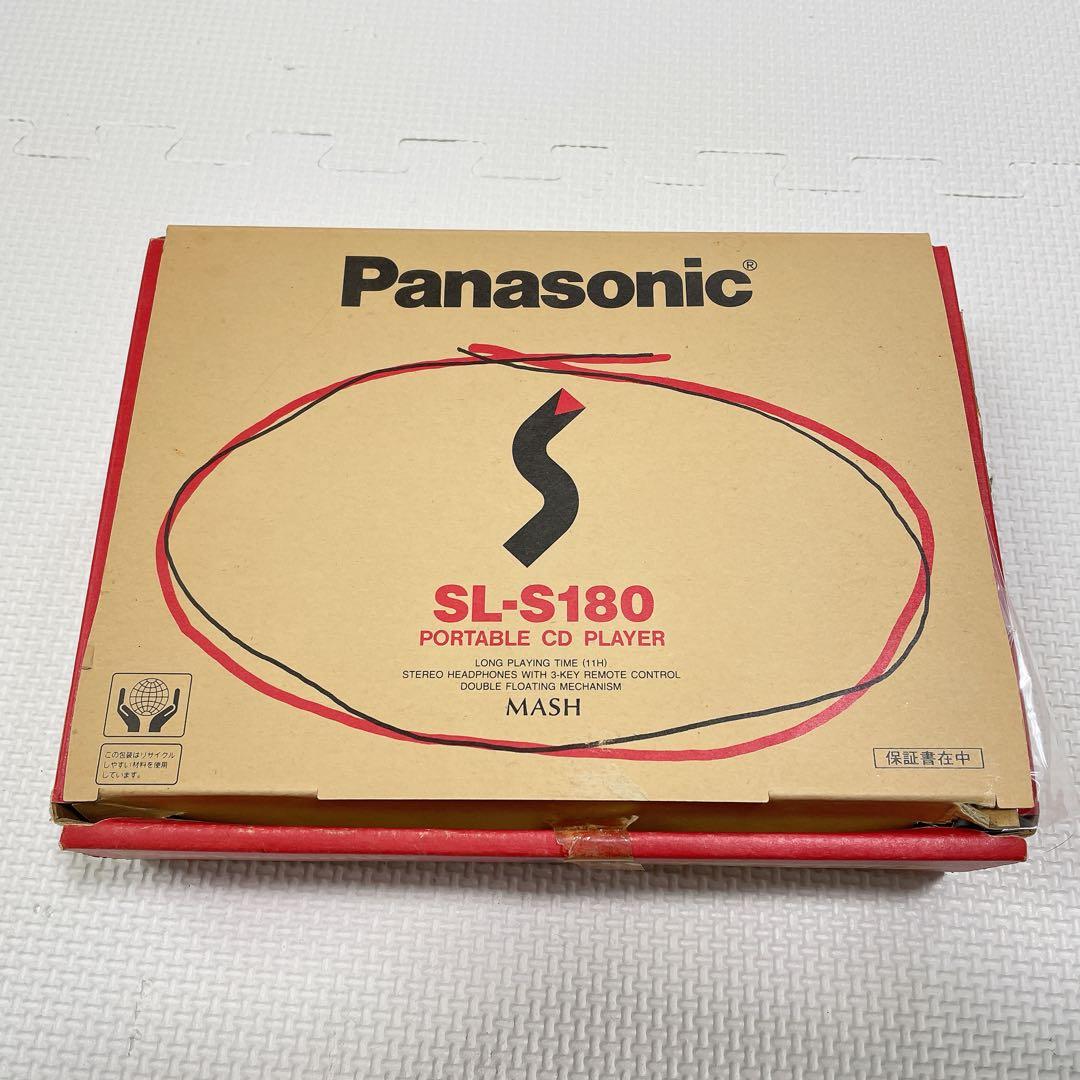 Panasonic®
SL-S180
PORTABLE CD PLAYER
LONG PLAYING TIME (11H)
STEREO HEADPHONES WITH 3-KEY REMOTE CONTROL
DOUBLE FLOATING MECHANISM
MASH
この包装はリサイクル
しやすい材料を使用
しています。
保証書在中